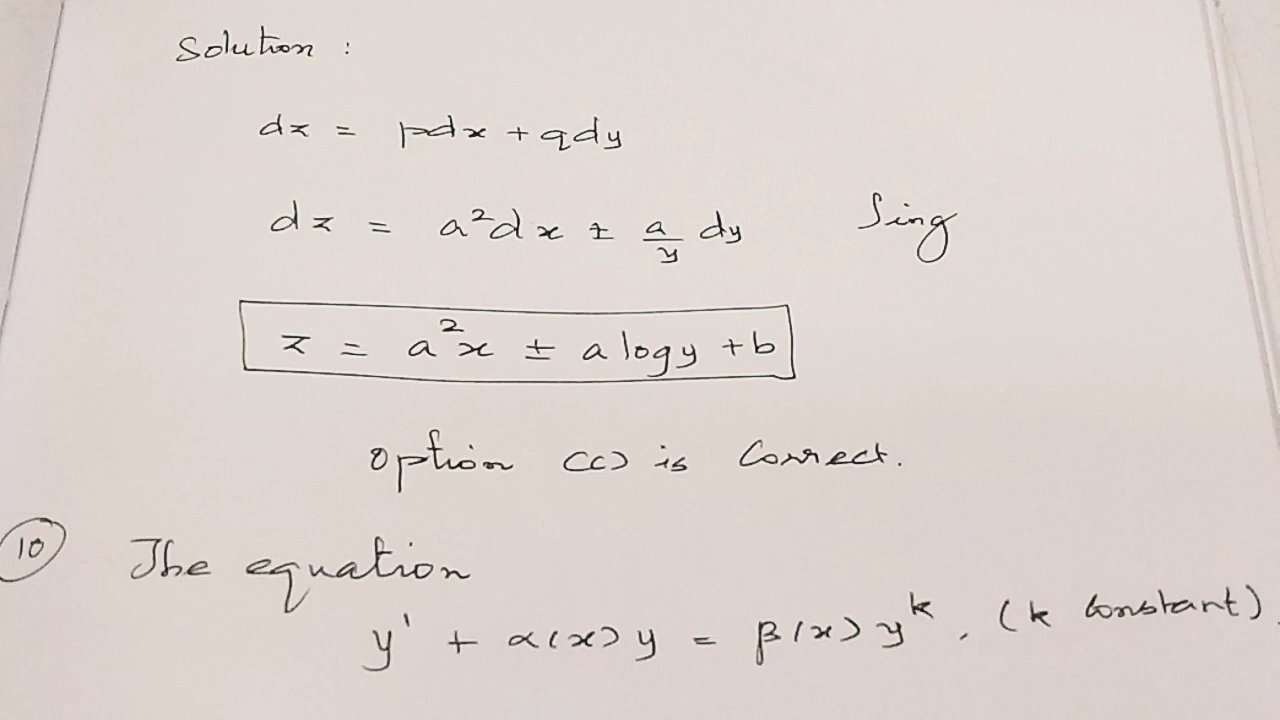 Solution :
dz = pdx + qdy
dz = a²dx ± a/y dy    Sing
z = a²x ± a log y + b
option (c) is Correct.
10 The equation
y' + α(x) y = β(x) y^k, (k Constant).